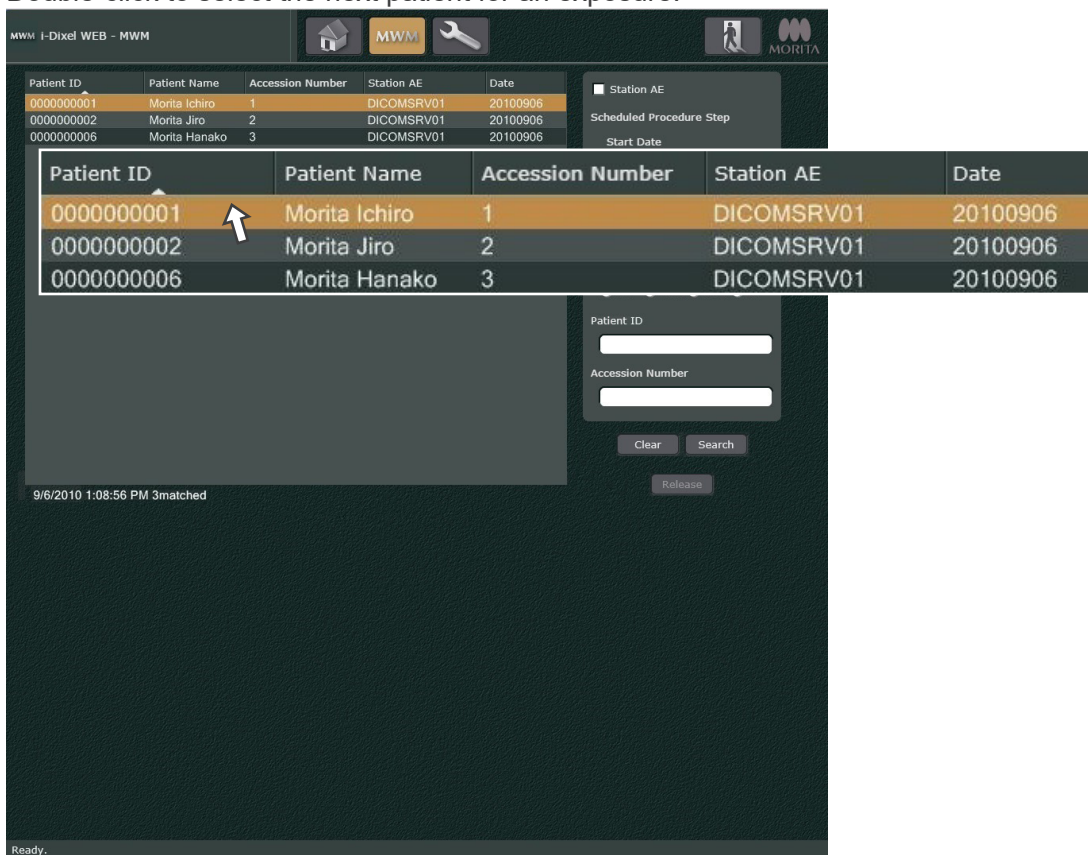 Double-click to select the next patient for an exposure.
MWM i-Dixel WEB - MWM
MWM
MORITA
Patient ID Patient Name Accession Number Station AE Date
0000000001 Morita Ichiro 1 DICOMSRV01 20100906
0000000002 Morita Jiro 2 DICOMSRV01 20100906
0000000006 Morita Hanako 3 DICOMSRV01 20100906
Station AE
Scheduled Procedure Step
Start Date
Patient ID Patient Name Accession Number Station AE Date
0000000001 Morita Ichiro 1 DICOMSRV01 20100906
0000000002 Morita Jiro 2 DICOMSRV01 20100906
0000000006 Morita Hanako 3 DICOMSRV01 20100906
Patient ID
Accession Number
Clear Search
Release
9/6/2010 1:08:56 PM 3matched
Ready.